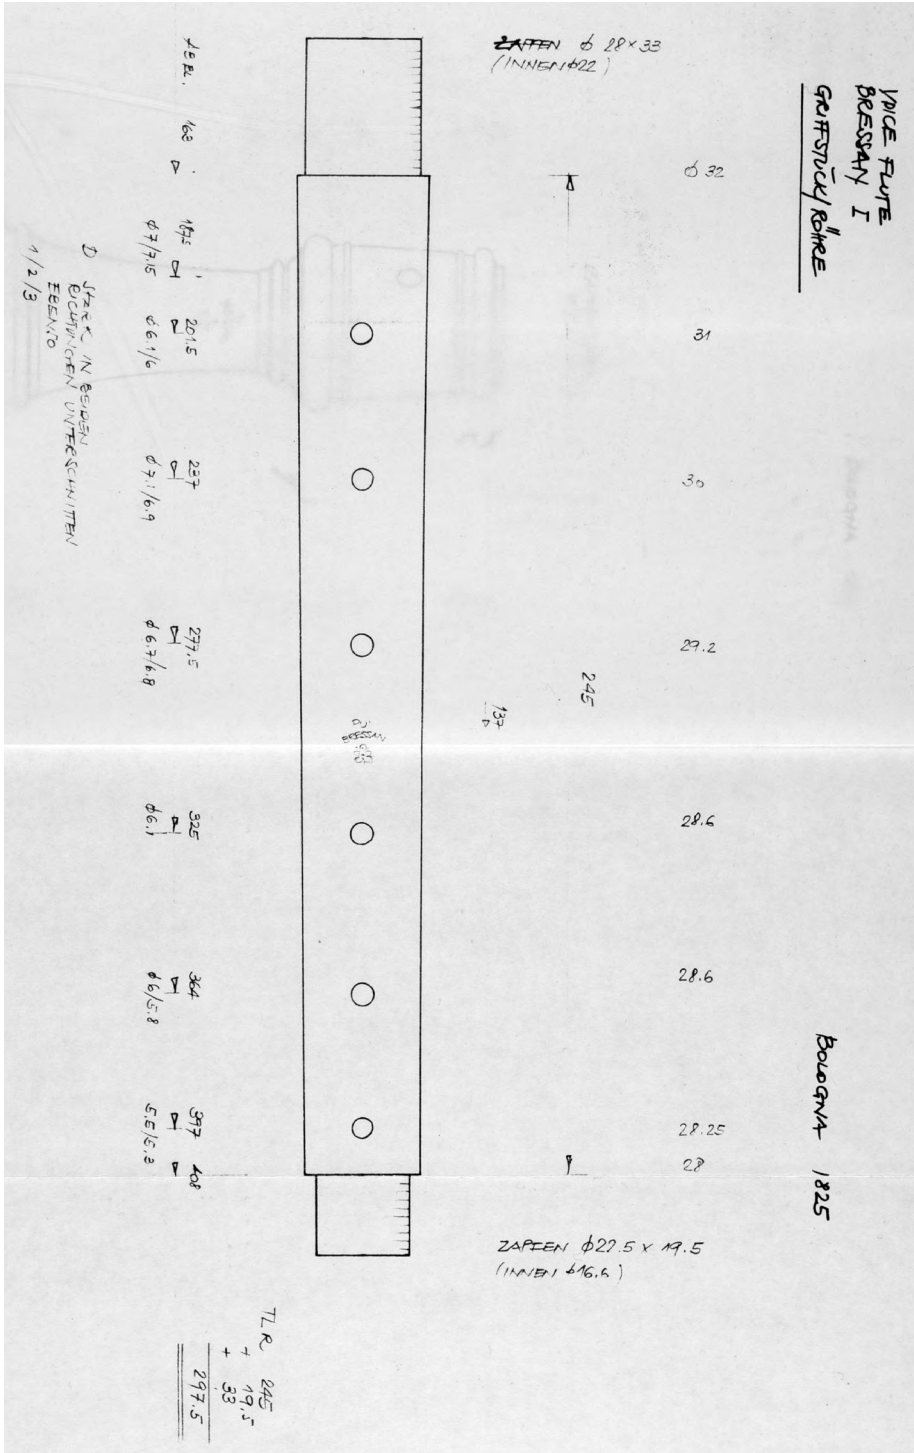 VOICE FLUTE
BRESSAN I
GRIFFSTÜCK/RÖHRE
BOLOGNA 1825
ZAPFEN ϕ 28×33
(INNEN ϕ22)
ϕ 32
31
30
29.2
28.6
28.6
28.25
28
245
137
BRESSAN
ZAPFEN ϕ22.5 × 19.5
(INNEN ϕ16.6)
163
187.5
ϕ7/7.15
201.5
ϕ6.1/6
237
ϕ7.1/6.9
277.5
ϕ6.7/6.8
325
ϕ6.1
364
ϕ6/5.8
397
5.5/5.3
408
D STARK IN BEIDEN
RICHTUNGEN UNTERSCHNITTEN
EBENSO
1/2/3
TLR 245
+ 19.5
+ 33
297.5